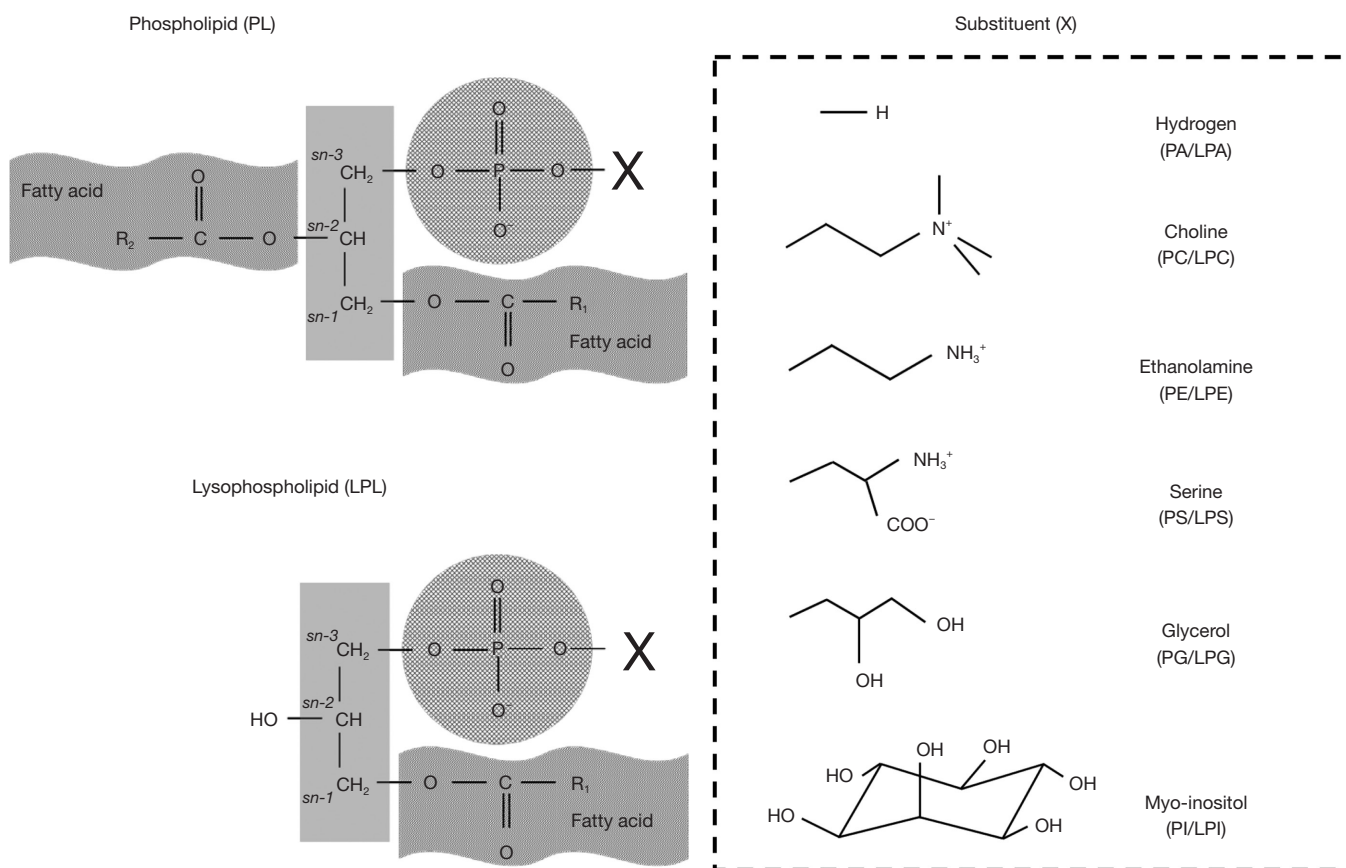 Phospholipid (PL)
Substituent (X)
Fatty acid
O
R₂ C O
sn-3
CH₂
sn-2
CH
sn-1
CH₂
O
O P O X
O⁻
O C R₁
Fatty acid
O
Lysophospholipid (LPL)
HO
sn-3
CH₂
sn-2
CH
sn-1
CH₂
O
O P O X
O⁻
O C R₁
Fatty acid
O
H
Hydrogen
(PA/LPA)
N⁺
Choline
(PC/LPC)
NH₃⁺
Ethanolamine
(PE/LPE)
NH₃⁺
COO⁻
Serine
(PS/LPS)
OH
OH
Glycerol
(PG/LPG)
OH
OH
HO
OH
HO
OH
Myo-inositol
(PI/LPI)